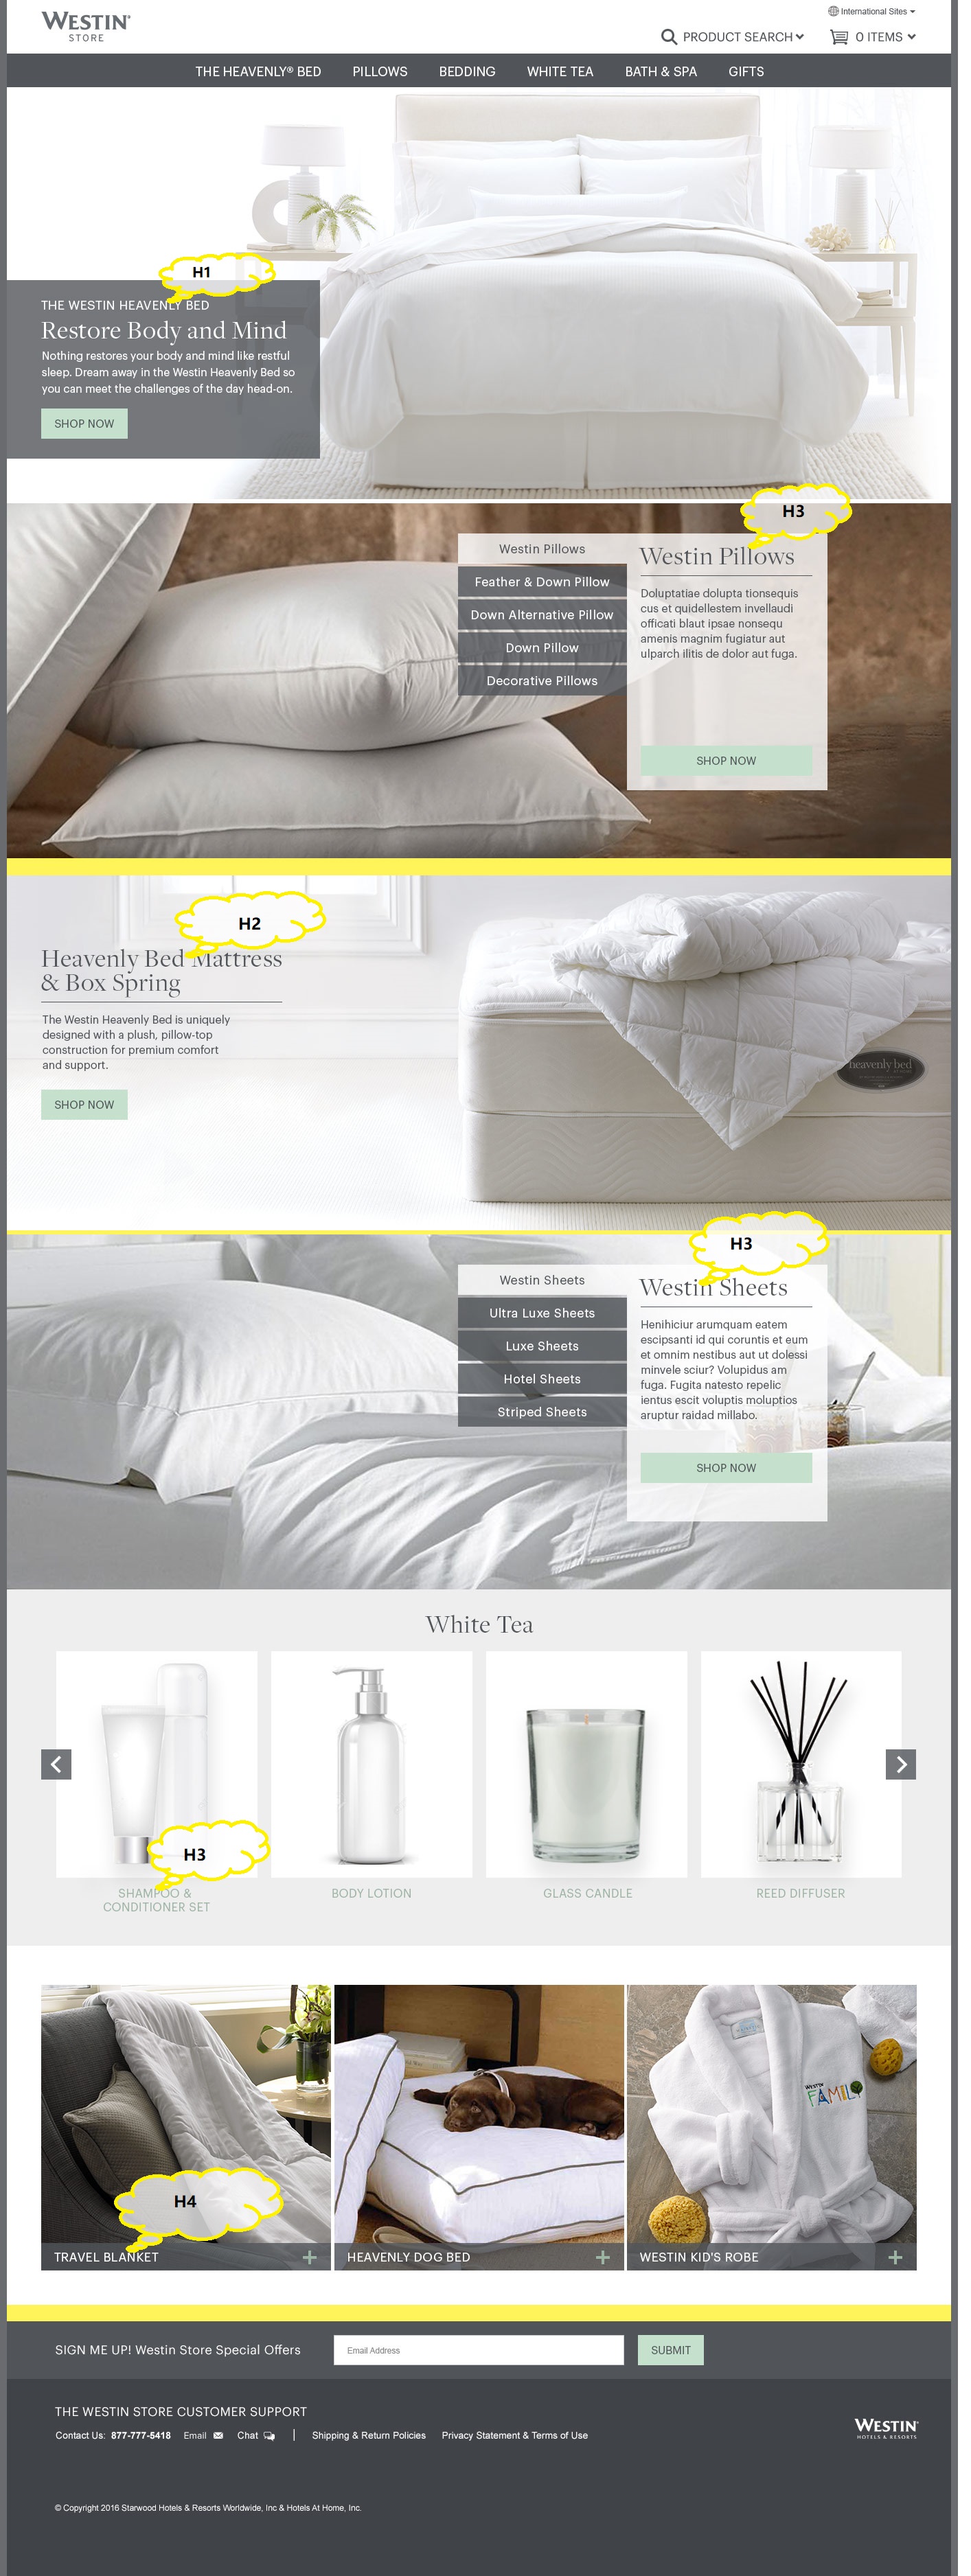 WESTIN®
STORE
International Sites
PRODUCT SEARCH
0 ITEMS
THE HEAVENLY® BED
PILLOWS
BEDDING
WHITE TEA
BATH & SPA
GIFTS
H1
THE WESTIN HEAVENLY BED
Restore Body and Mind
Nothing restores your body and mind like restful
sleep. Dream away in the Westin Heavenly Bed so
you can meet the challenges of the day head-on.
SHOP NOW
H3
Westin Pillows
Feather & Down Pillow
Down Alternative Pillow
Down Pillow
Decorative Pillows
Westin Pillows
Doluptatiae dolupta tionsequis
cus et quidellestem invellaudi
officati blaut ipsae nonsequ
amenis magnim fugiatur aut
ulparch ilitis de dolor aut fuga.
SHOP NOW
H2
Heavenly Bed Mattress
& Box Spring
The Westin Heavenly Bed is uniquely
designed with a plush, pillow-top
construction for premium comfort
and support.
SHOP NOW
heavenly bed
H3
Westin Sheets
Ultra Luxe Sheets
Luxe Sheets
Hotel Sheets
Striped Sheets
Westin Sheets
Henihiciur arumquam eatem
escipsanti id qui coruntis et eum
et omnim nestibus aut ut dolessi
minvele sciur? Volupidus am
fuga. Fugita natesto repelic
ientus escit voluptis moluptios
aruptur raidad millabo.
SHOP NOW
White Tea
H3
SHAMPOO &
CONDITIONER SET
BODY LOTION
GLASS CANDLE
REED DIFFUSER
WESTIN
FAMILY
H4
TRAVEL BLANKET
HEAVENLY DOG BED
WESTIN KID'S ROBE
SIGN ME UP! Westin Store Special Offers
Email Address
SUBMIT
THE WESTIN STORE CUSTOMER SUPPORT
Contact Us: 877-777-5418
Email
Chat
Shipping & Return Policies
Privacy Statement & Terms of Use
WESTIN
HOTELS & RESORTS
© Copyright 2016 Starwood Hotels & Resorts Worldwide, Inc & Hotels At Home, Inc.